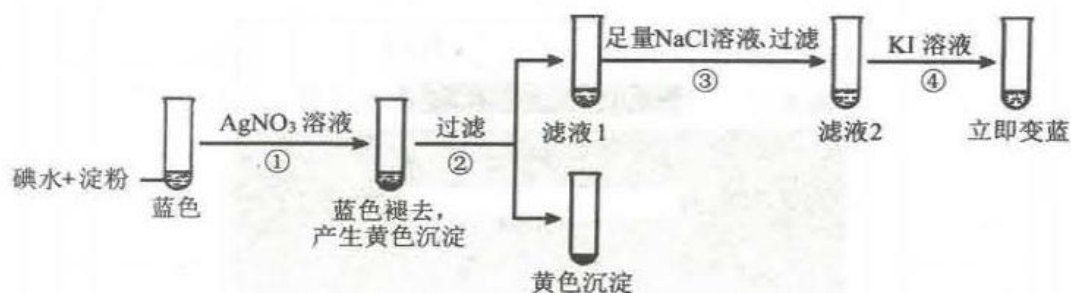 碘水+淀粉
蓝色
AgNO₃ 溶液
①
蓝色褪去,
产生黄色沉淀
过滤
②
滤液1
黄色沉淀
足量NaCl溶液、过滤
③
滤液2
KI 溶液
④
立即变蓝